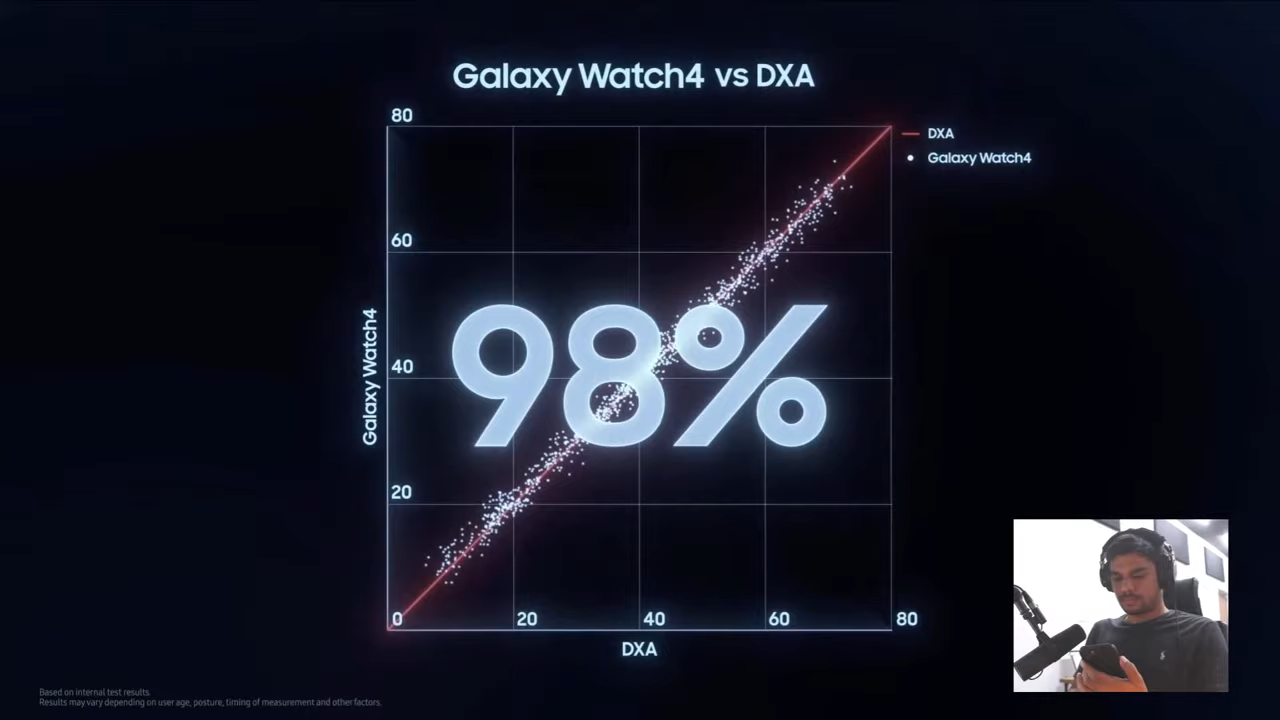 Galaxy Watch4 vs DXA
80
DXA
Galaxy Watch4
60
Galaxy Watch4
98%
40
20
0
20
40
60
80
DXA
Based on internal test results.
Results may vary depending on user age, posture, timing of measurement and other factors.